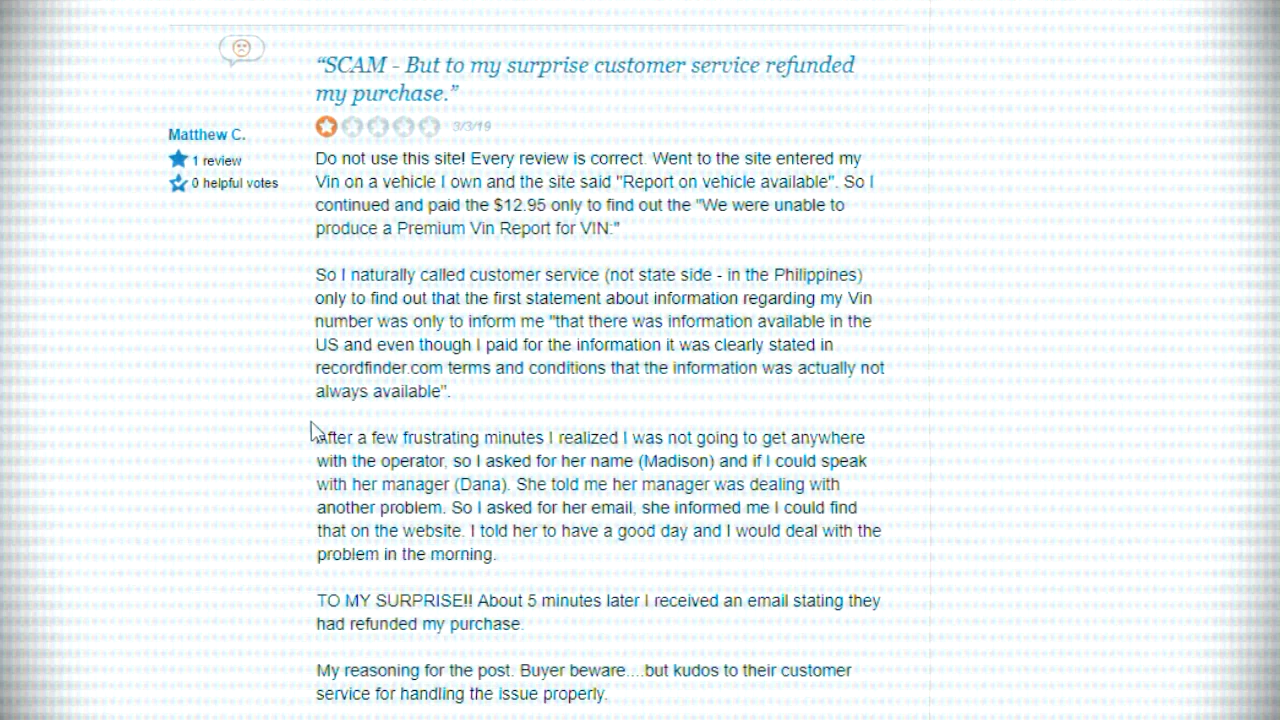 “SCAM - But to my surprise customer service refunded
my purchase.”
3/3/19
Matthew C.
1 review
0 helpful votes
Do not use this site! Every review is correct. Went to the site entered my
Vin on a vehicle I own and the site said "Report on vehicle available". So I
continued and paid the $12.95 only to find out the "We were unable to
produce a Premium Vin Report for VIN:"
So I naturally called customer service (not state side - in the Philippines)
only to find out that the first statement about information regarding my Vin
number was only to inform me "that there was information available in the
US and even though I paid for the information it was clearly stated in
recordfinder.com terms and conditions that the information was actually not
always available".
After a few frustrating minutes I realized I was not going to get anywhere
with the operator, so I asked for her name (Madison) and if I could speak
with her manager (Dana). She told me her manager was dealing with
another problem. So I asked for her email, she informed me I could find
that on the website. I told her to have a good day and I would deal with the
problem in the morning.
TO MY SURPRISE!! About 5 minutes later I received an email stating they
had refunded my purchase.
My reasoning for the post. Buyer beware....but kudos to their customer
service for handling the issue properly.